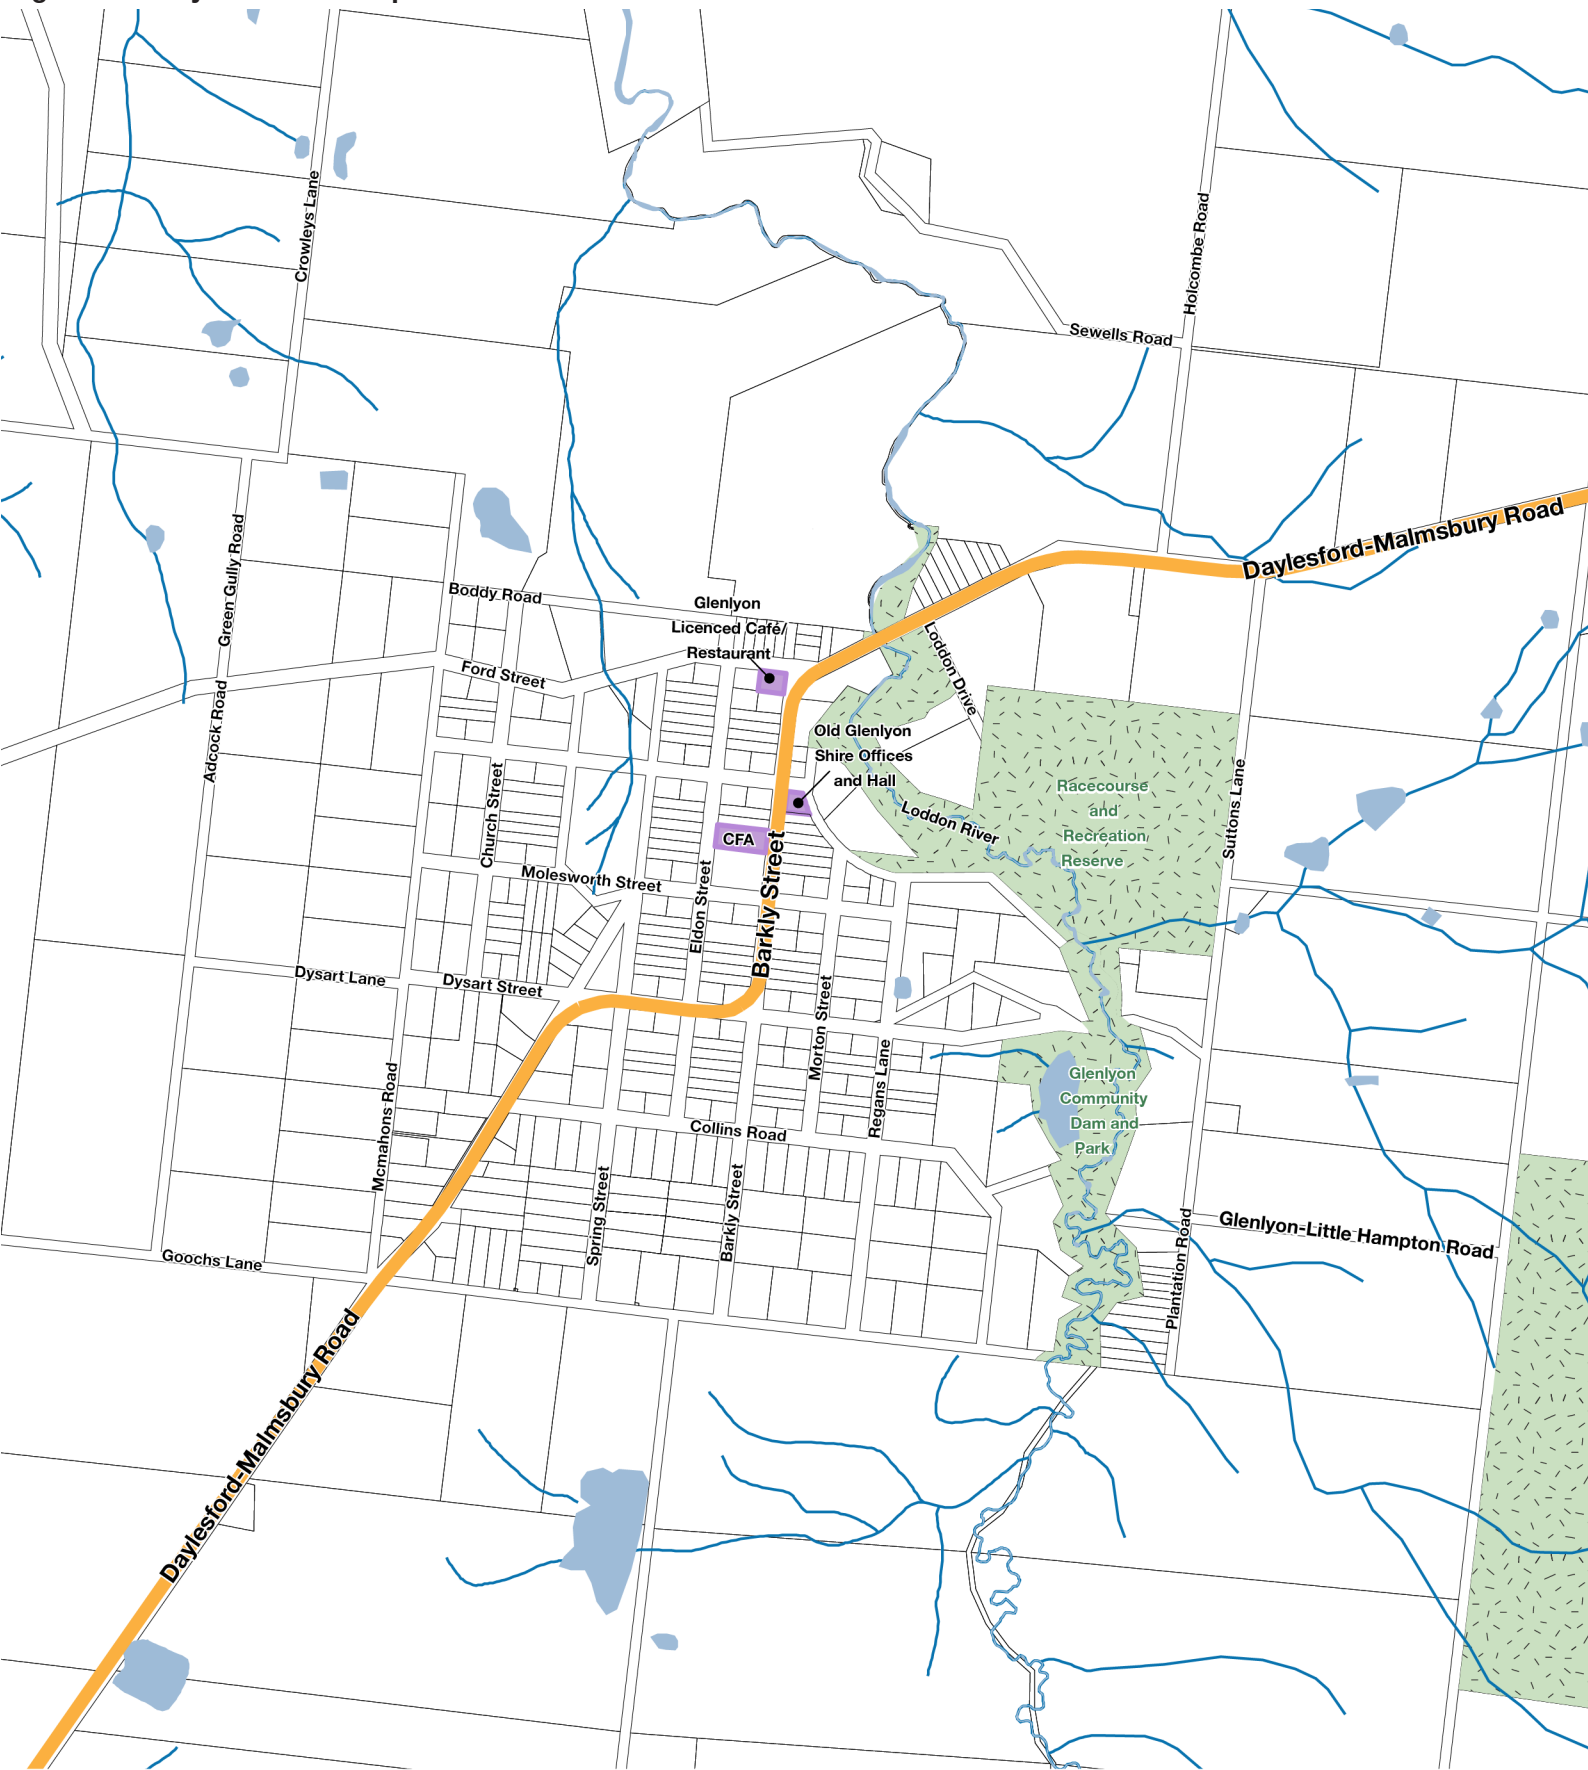 Crowleys Lane
Holcombe Road
Sewells Road
Daylesford-Malmsbury Road
Green Gully Road
Boddy Road
Glenlyon
Licenced Café/
Restaurant
Ford Street
Loddon Drive
Adcock Road
Old Glenlyon
Shire Offices
and Hall
Racecourse
and
Recreation
Reserve
Church Street
Loddon River
Suttons Lane
CFA
Molesworth Street
Eldon Street
Barkly Street
Dysart Lane
Dysart Street
Morton Street
Regans Lane
Glenlyon
Community
Dam and
Park
Mcmahons Road
Collins Road
Spring Street
Barkly Street
Plantation Road
Glenlyon-Little Hampton Road
Goochs Lane
Daylesford-Malmsbury Road